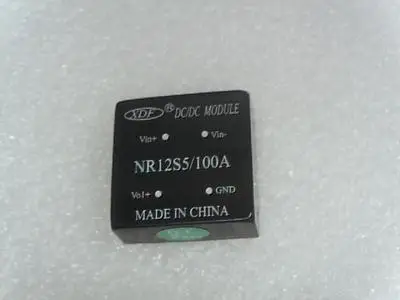 XDF ® DC/DC MODULE
Vin+ Vin-
NR12S5/100A
Vo1+ GND
MADE IN CHINA